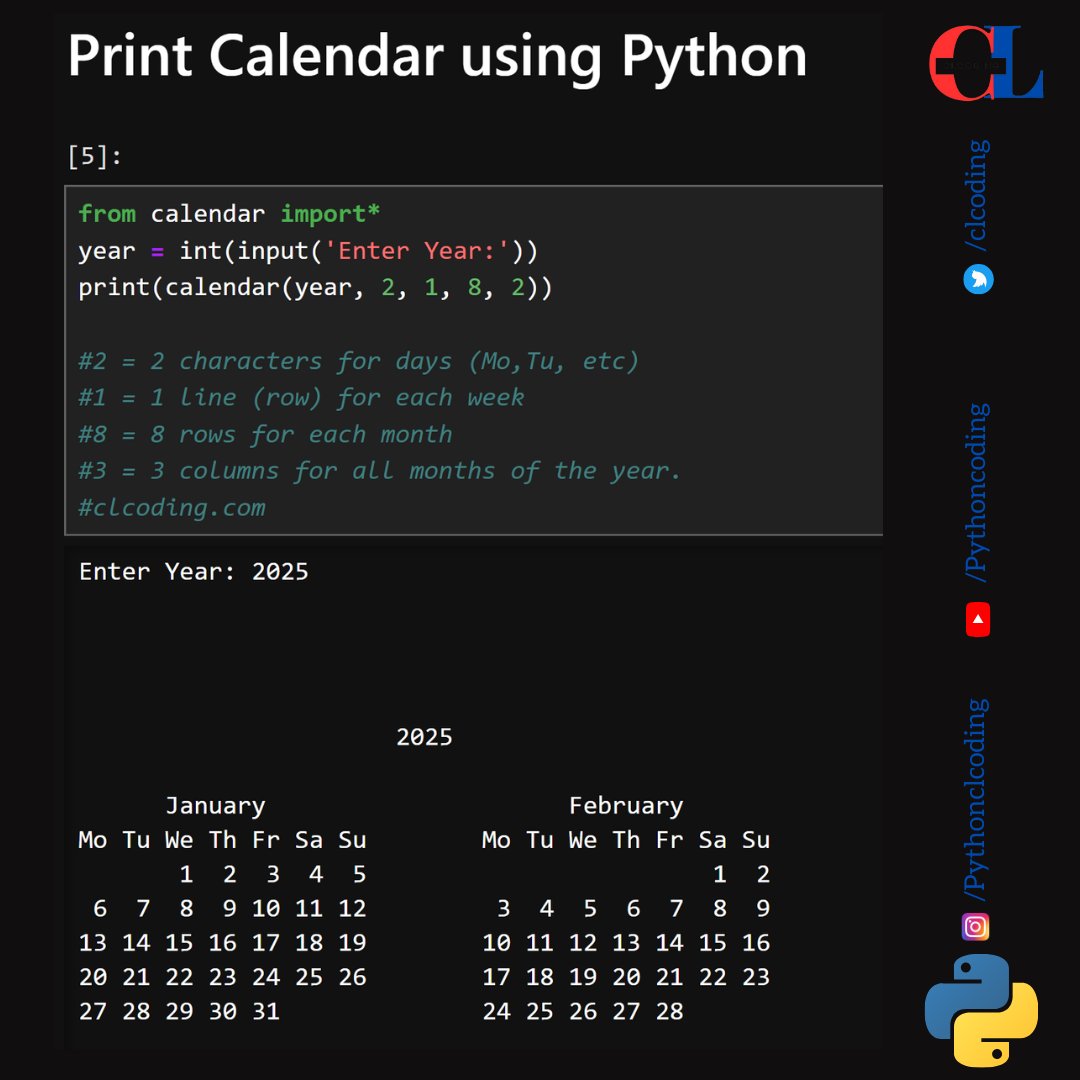 Print Calendar using Python
CL
[5]:
from calendar import*
year = int(input('Enter Year:'))
print(calendar(year, 2, 1, 8, 2))
#2 = 2 characters for days (Mo,Tu, etc)
#1 = 1 line (row) for each week
#8 = 8 rows for each month
#3 = 3 columns for all months of the year.
#clcoding.com
Enter Year: 2025
2025
January February
Mo Tu We Th Fr Sa Su Mo Tu We Th Fr Sa Su
1 2 3 4 5 1 2
6 7 8 9 10 11 12 3 4 5 6 7 8 9
13 14 15 16 17 18 19 10 11 12 13 14 15 16
20 21 22 23 24 25 26 17 18 19 20 21 22 23
27 28 29 30 31 24 25 26 27 28
/clcoding
/Pythoncoding
/Pythonclcoding